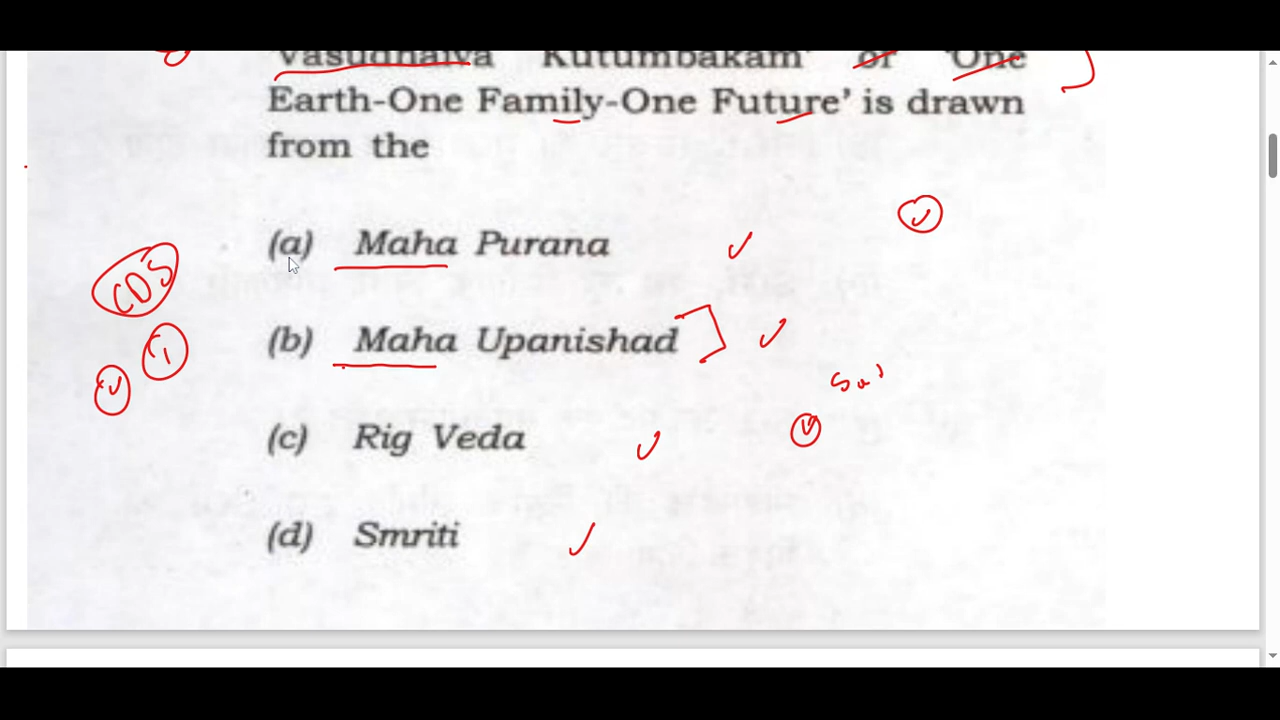 Vasudhaiva Kutumbakam' or 'One
Earth-One Family-One Future' is drawn
from the
(a) Maha Purana
(b) Maha Upanishad
(c) Rig Veda
(d) Smriti
CDS